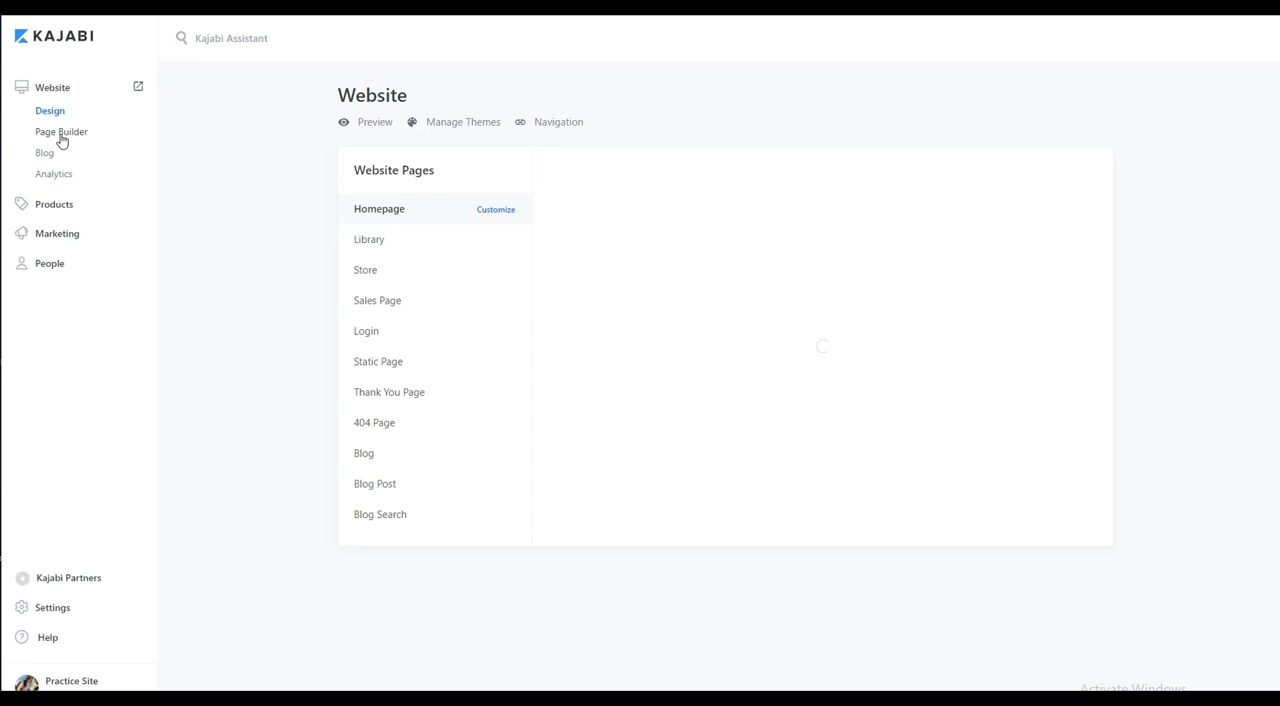 KAJABI
Kajabi Assistant
Website
Design
Page Builder
Blog
Analytics
Products
Marketing
People
Kajabi Partners
Settings
Help
Practice Site
Website
Preview
Manage Themes
Navigation
Website Pages
Homepage
Customize
Library
Store
Sales Page
Login
Static Page
Thank You Page
404 Page
Blog
Blog Post
Blog Search
Activate Windows